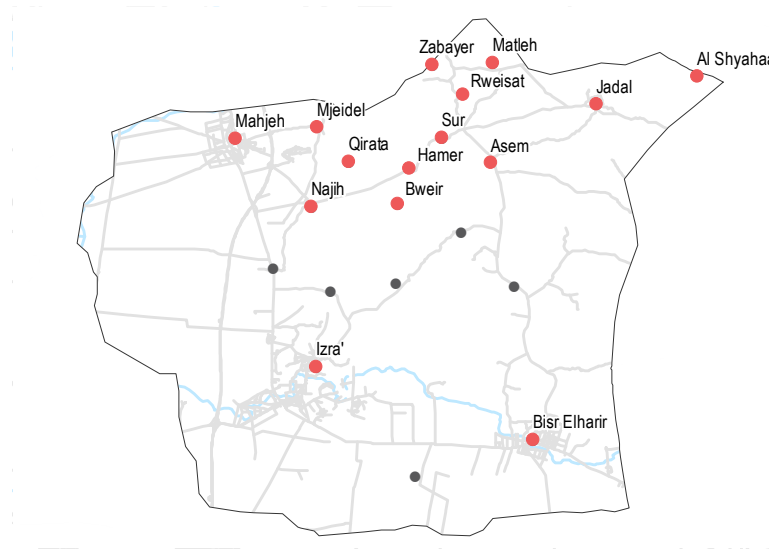 Zabayer
Matleh
Al Shyahaa
Rweisat
Jadal
Mjeidel
Mahjeh
Sur
Qirata
Hamer
Asem
Najih
Bweir
Izra'
Bisr Elharir